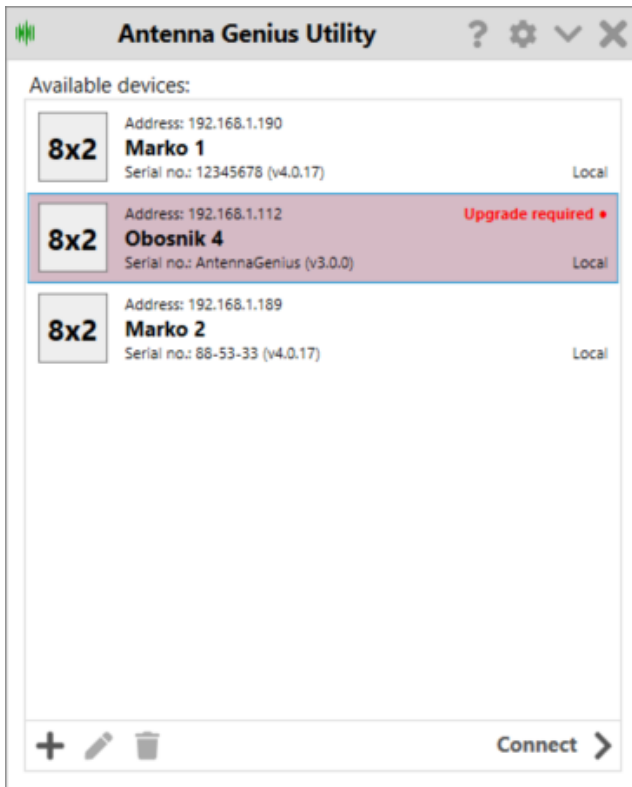 Antenna Genius Utility ?
Available devices:
8x2
Address: 192.168.1.190
Marko 1
Serial no.: 12345678 (v4.0.17)
Local
8x2
Address: 192.168.1.112
Upgrade required •
Obosnik 4
Serial no.: AntennaGenius (v3.0.0)
Local
8x2
Address: 192.168.1.189
Marko 2
Serial no.: 88-53-33 (v4.0.17)
Local
Connect